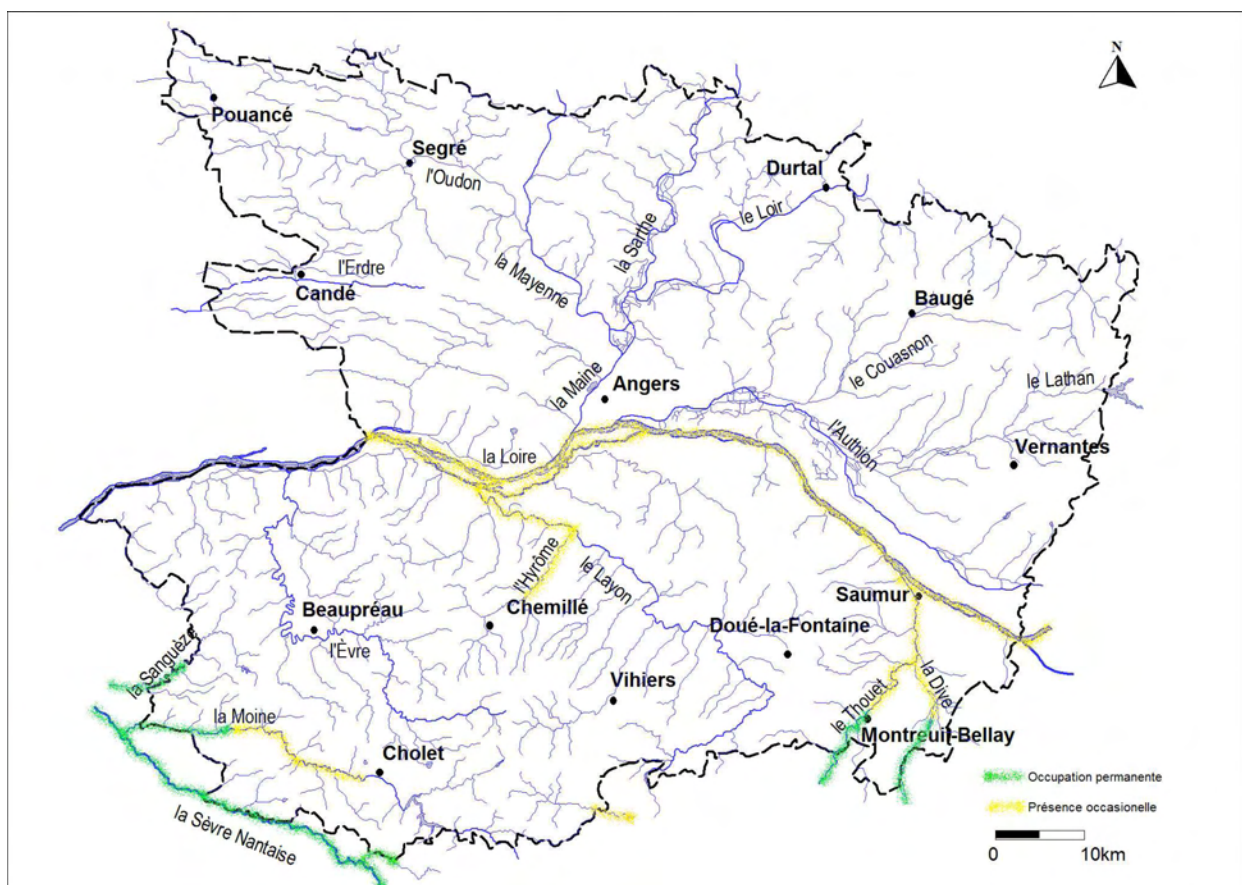 N
Pouancé
Segré
l'Oudon
Durtal
le Loir
la Sarthe
la Mayenne
l'Erdre
Candé
Baugé
le Couasnon
le Lathan
la Maine
Angers
l'Authion
Vernantes
la Loire
l'Hyrôme
le Layon
Chemillé
Saumur
Beaupréau
l'Èvre
Doué-la-Fontaine
la Sanguèze
Vihiers
la Dive
le Thouet
Montreuil-Bellay
la Moine
Cholet
la Sèvre Nantaise
Occupation permanente
Présence occasionelle
0 10km